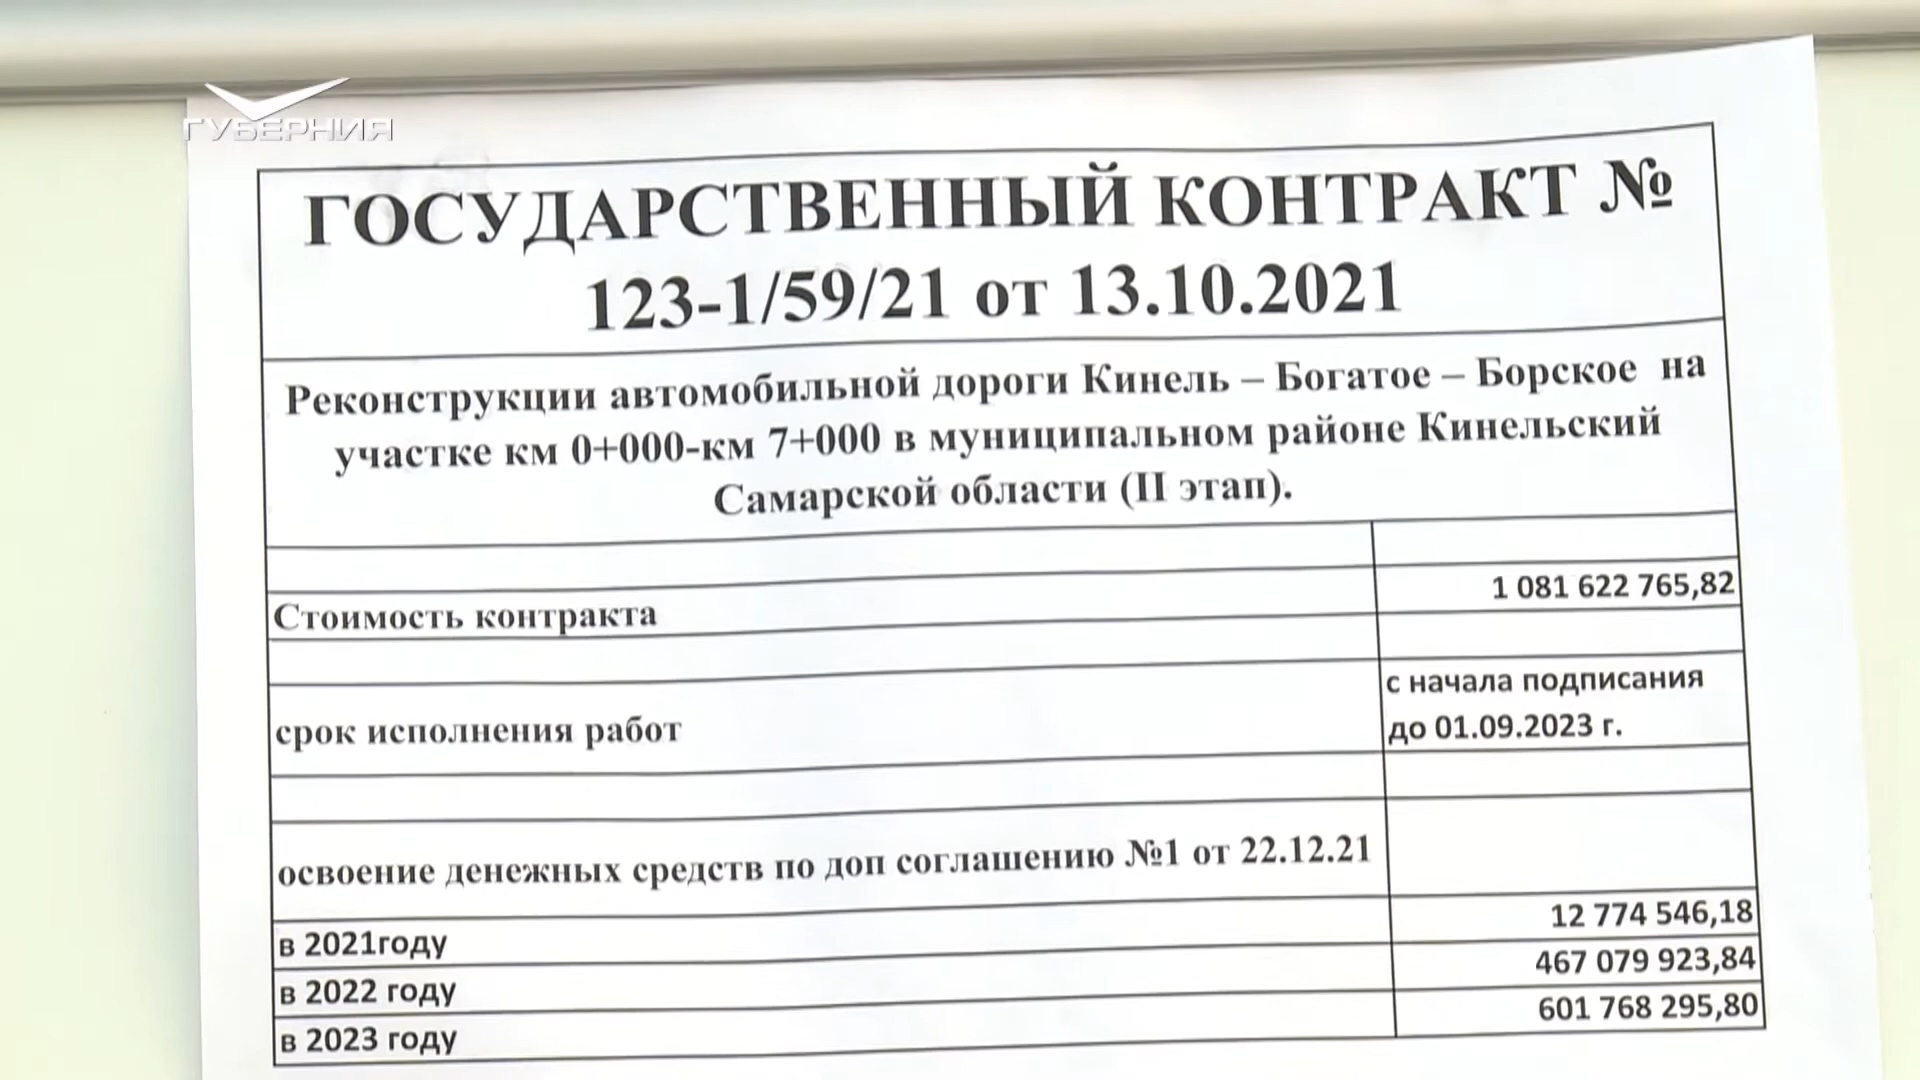 ГУБЕРНИЯ
ГОСУДАРСТВЕННЫЙ КОНТРАКТ №
123-1/59/21 от 13.10.2021
Реконструкции автомобильной дороги Кинель – Богатое – Борское на
участке км 0+000-км 7+000 в муниципальном районе Кинельский
Самарской области (II этап).
Стоимость контракта 1 081 622 765,82
срок исполнения работ
с начала подписания
до 01.09.2023 г.
освоение денежных средств по доп соглашению №1 от 22.12.21
в 2021году 12 774 546,18
в 2022 году 467 079 923,84
в 2023 году 601 768 295,80